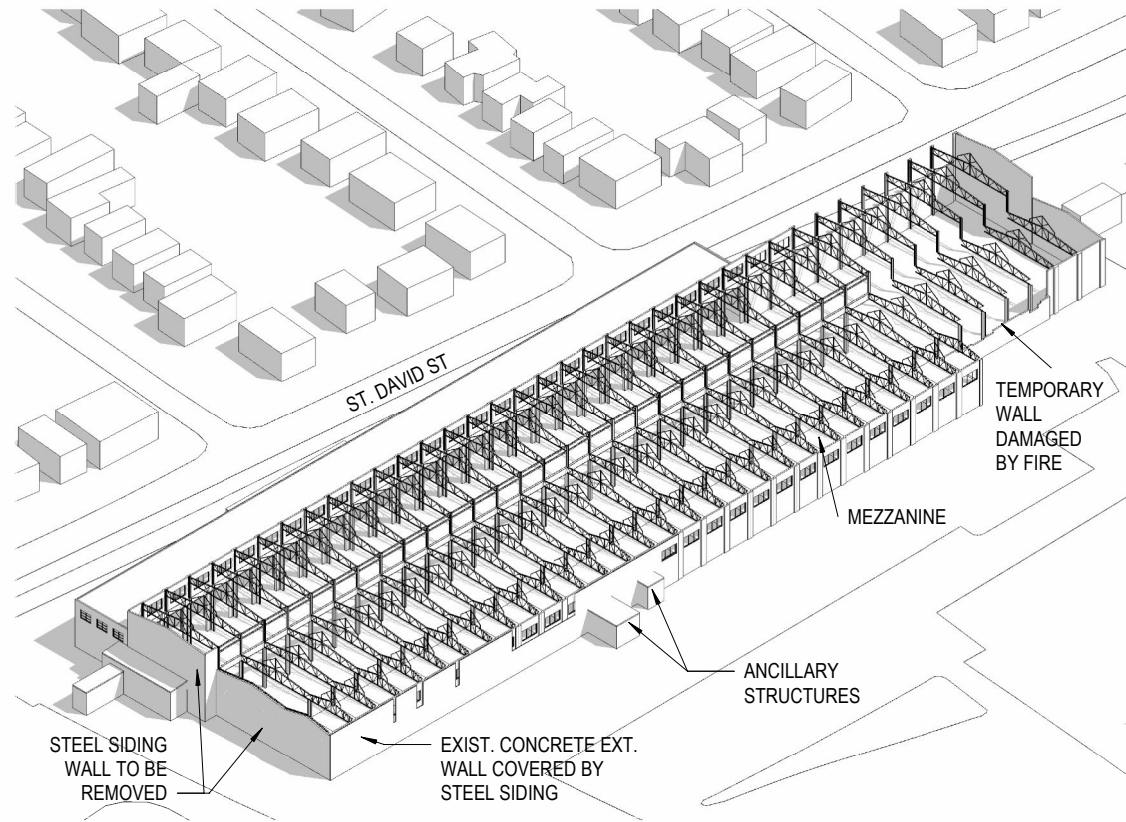 ST. DAVID ST
TEMPORARY
WALL
DAMAGED
BY FIRE
MEZZANINE
ANCILLARY
STRUCTURES
STEEL SIDING
WALL TO BE
REMOVED
EXIST. CONCRETE EXT.
WALL COVERED BY
STEEL SIDING